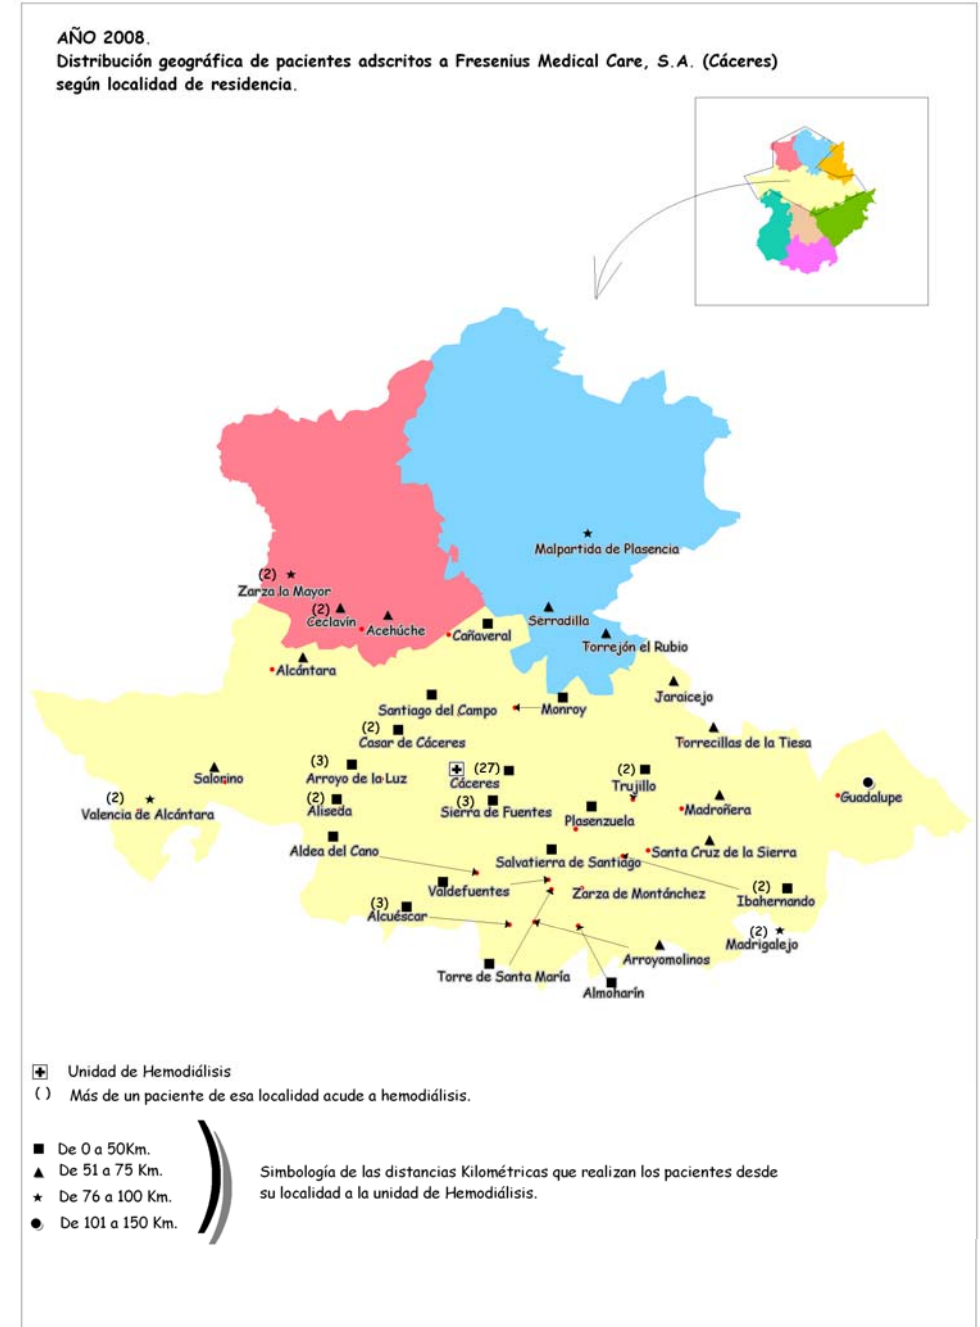 AÑO 2008.
Distribución geográfica de pacientes adscritos a Fresenius Medical Care, S.A. (Cáceres)
según localidad de residencia.
Malpartida de Plasencia
(2)
Zarza la Mayor
(2)
Ceclavín
Acehúche
Cañaveral
Serradilla
Torrejón el Rubio
Alcántara
Jaraicejo
Santiago del Campo
Monroy
(2)
Casar de Cáceres
Torrecillas de la Tiesa
(3)
Arroyo de la Luz
Salorino
(27)
Cáceres
(2)
Trujillo
Guadalupe
(2)
Valencia de Alcántara
(2)
Aliseda
(3)
Sierra de Fuentes
Plasenzuela
Madroñera
Aldea del Cano
Salvatierra de Santiago
Santa Cruz de la Sierra
Valdefuentes
Zarza de Montánchez
(2)
Ibahernando
(3)
Alcuéscar
(2)
Madrigalejo
Arroyomolinos
Torre de Santa María
Almoharín
Unidad de Hemodiálisis
( ) Más de un paciente de esa localidad acude a hemodiálisis.
De 0 a 50Km.
De 51 a 75 Km.
De 76 a 100 Km.
De 101 a 150 Km.
Simbología de las distancias Kilométricas que realizan los pacientes desde
su localidad a la unidad de Hemodiálisis.